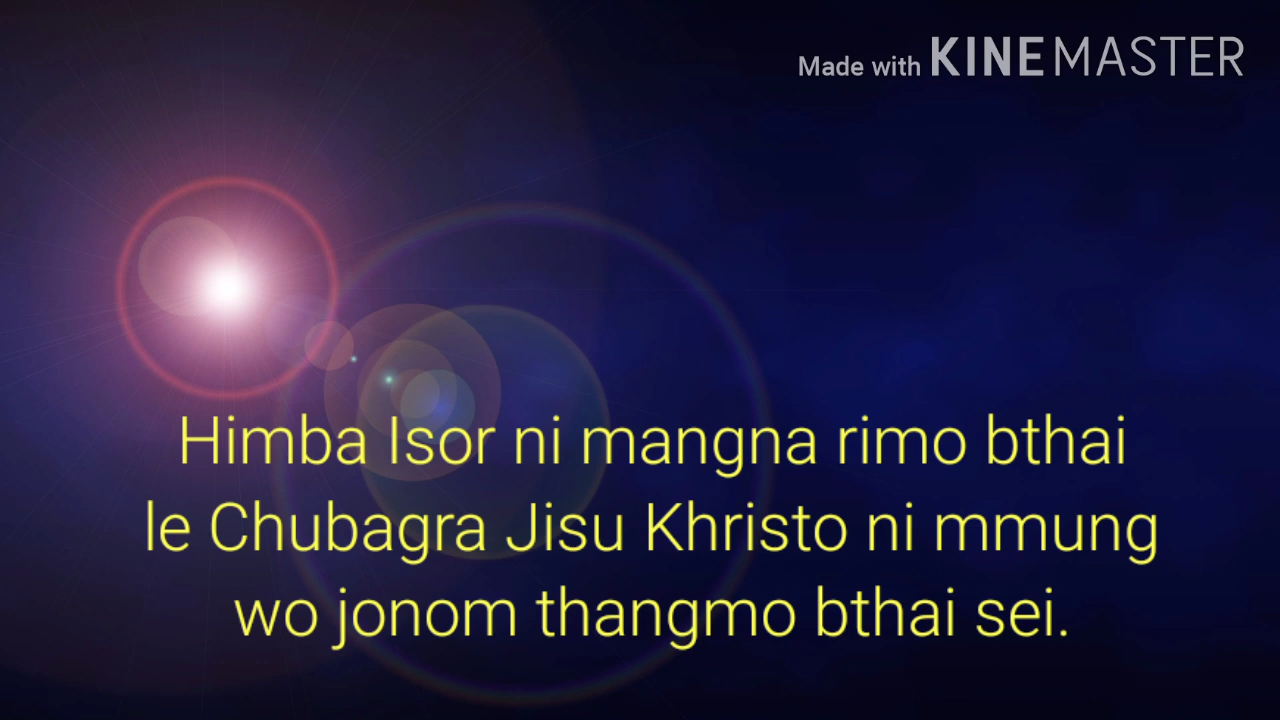 Made with KINEMASTER
Himba Isor ni mangna rimo bthai
le Chubagra Jisu Khristo ni mmung
wo jonom thangmo bthai sei.